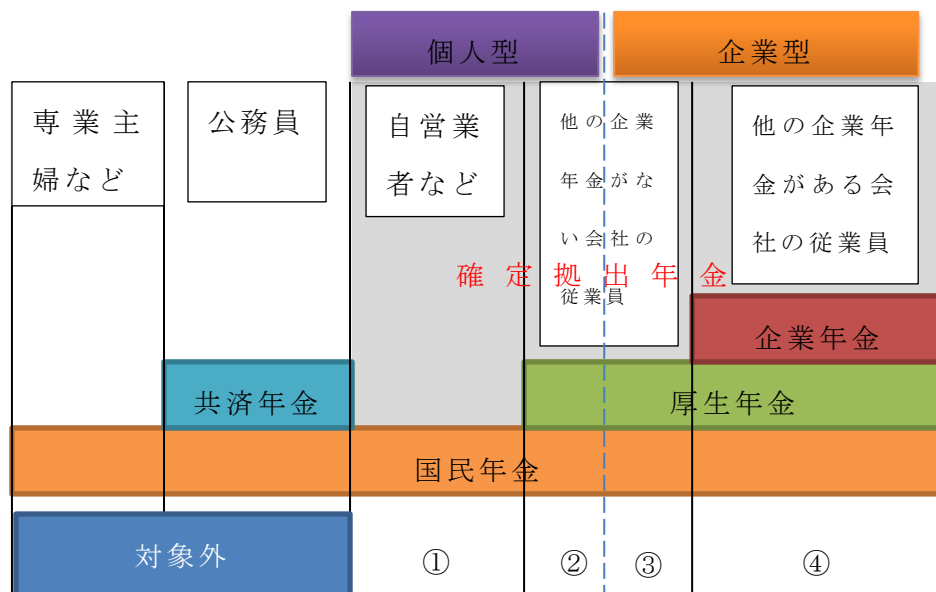 個人型
企業型
専業主
婦など
公務員
自営業
者など
他の企業
年金がな
い会社の
従業員
他の企業年
金がある会
社の従業員
確定拠出年金
企業年金
共済年金
厚生年金
国民年金
対象外
①
②
③
④